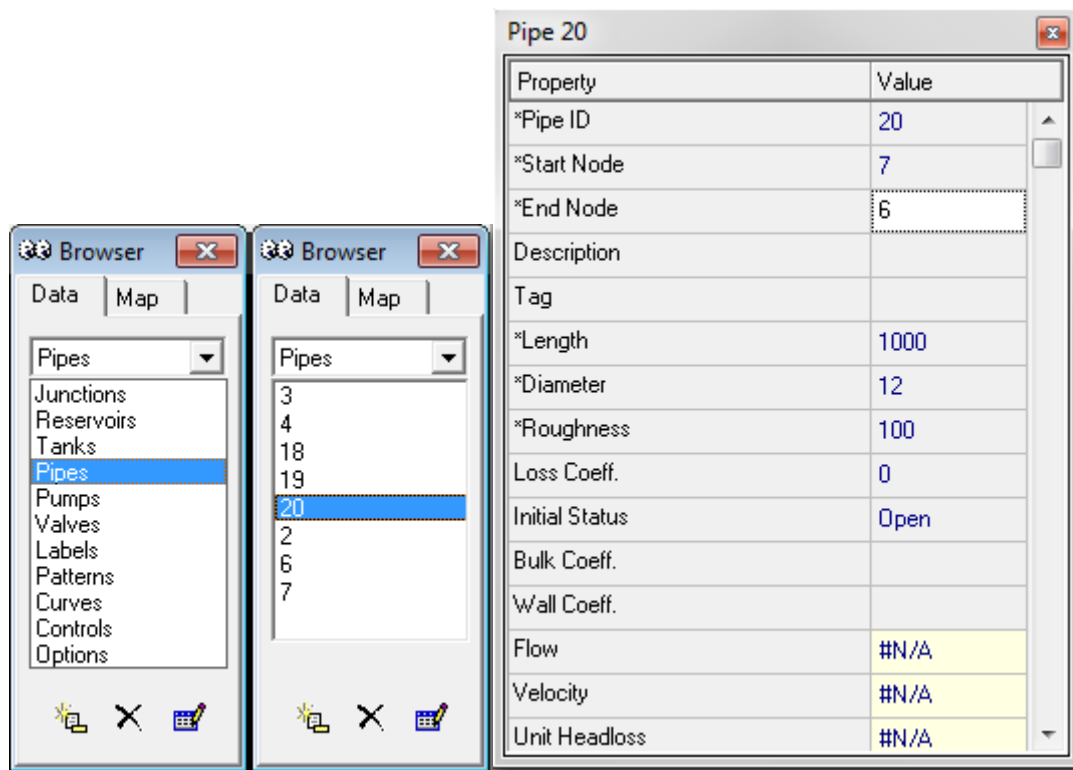 Browser
Data Map
Pipes
Junctions
Reservoirs
Tanks
Pipes
Pumps
Valves
Labels
Patterns
Curves
Controls
Options
Browser
Data Map
Pipes
3
4
18
19
20
2
6
7
Pipe 20
Property Value
*Pipe ID 20
*Start Node 7
*End Node 6
Description
Tag
*Length 1000
*Diameter 12
*Roughness 100
Loss Coeff. 0
Initial Status Open
Bulk Coeff.
Wall Coeff.
Flow #N/A
Velocity #N/A
Unit Headloss #N/A